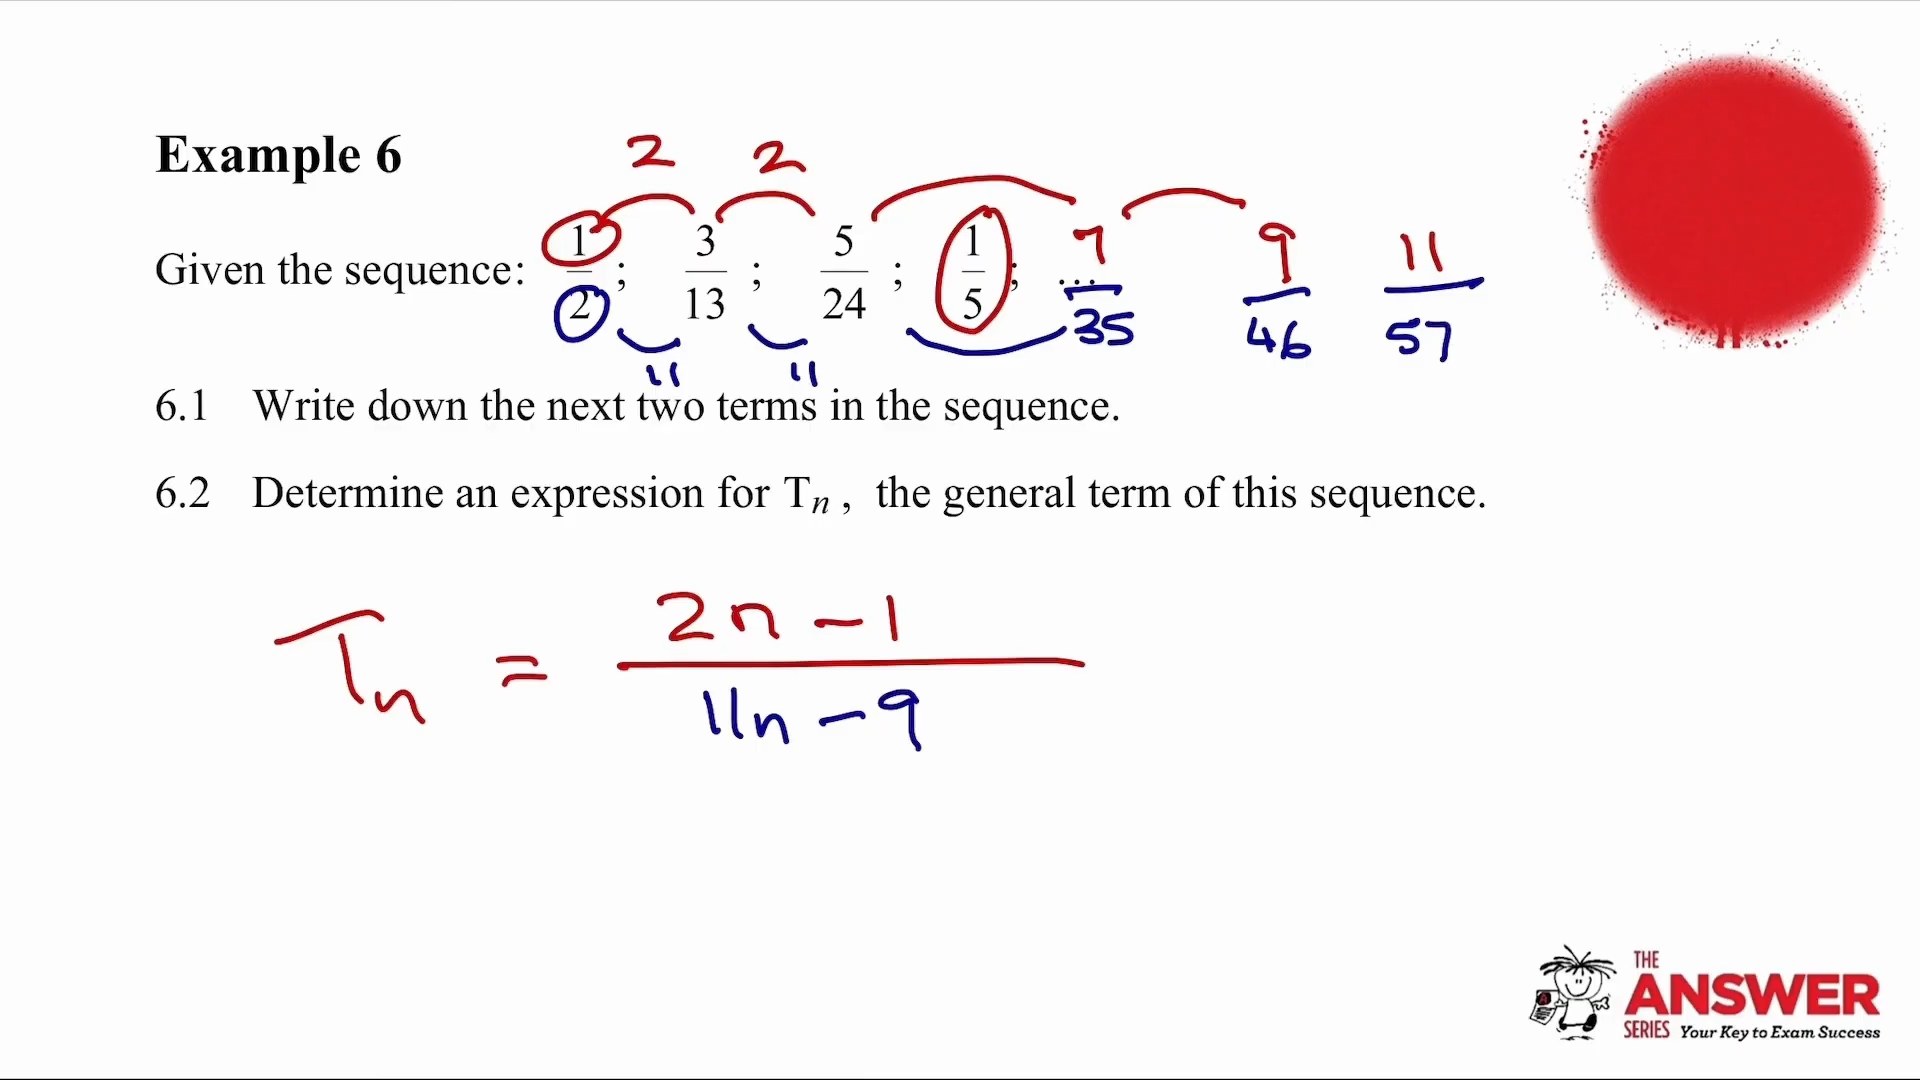 Example 6
2 2
Given the sequence: 1/2 ; 3/13 ; 5/24 ; 1/5 ; ... 7/35 9/46 11/57
11 11
6.1 Write down the next two terms in the sequence.
6.2 Determine an expression for Tn , the general term of this sequence.
Tn = 2n - 1 / 11n - 9
THE
ANSWER
SERIES Your Key to Exam Success